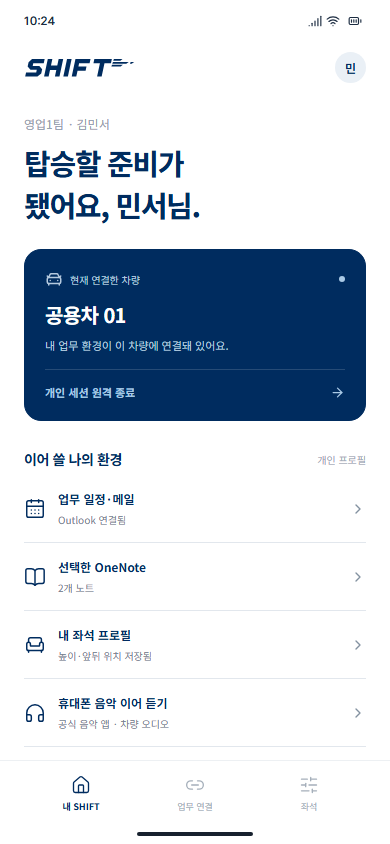 10:24
SHIFT
민
영업1팀 · 김민서
탑승할 준비가
됐어요, 민서님.
현재 연결한 차량
공용차 01
내 업무 환경이 이 차량에 연결돼 있어요.
개인 세션 원격 종료
이어 쓸 나의 환경
개인 프로필
업무 일정·메일
Outlook 연결됨
선택한 OneNote
2개 노트
내 좌석 프로필
높이·앞뒤 위치 저장됨
휴대폰 음악 이어 듣기
공식 음악 앱 · 차량 오디오
내 SHIFT
업무 연결
좌석